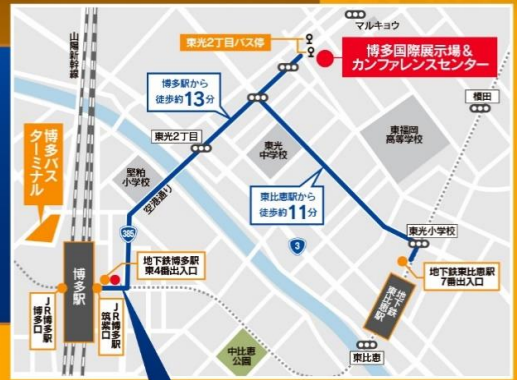 マルキョウ
東光2丁目バス停
博多国際展示場&
カンファレンスセンター
山陽新幹線
博多駅から
徒歩約13分
榎田
東光2丁目
東光
中学校
東福岡
高等学校
博多バス
ターミナル
堅粕
小学校
空港通り
東比恵駅から
徒歩約11分
385
3
東光小学校
地下鉄博多駅
東4番出入口
地下鉄東比恵駅
7番出入口
博多駅
JR博多駅
博多口
JR博多駅
筑紫口
地下鉄
東比恵駅
中比恵
公園
東比恵